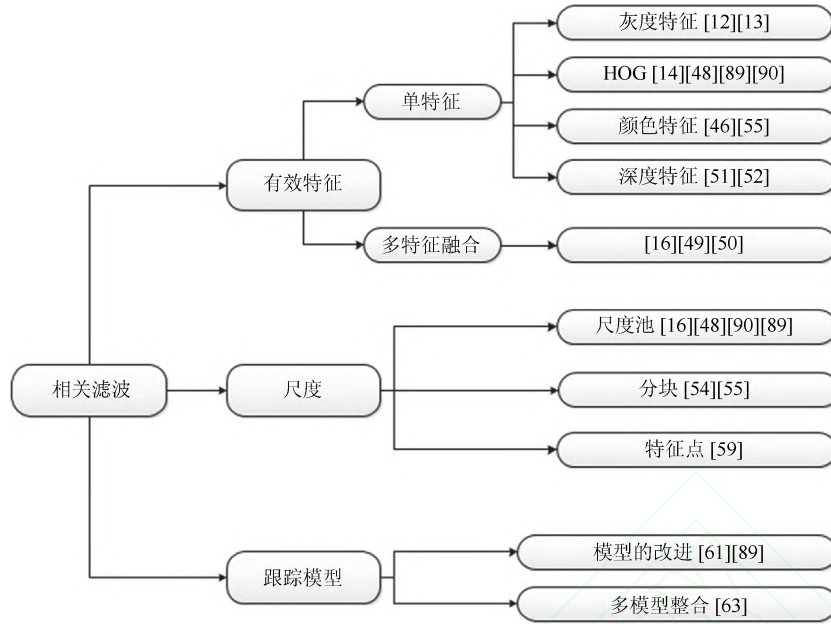 灰度特征 [12][13]
HOG [14][48][89][90]
单特征
颜色特征 [46][55]
有效特征
深度特征 [51][52]
多特征融合
[16][49][50]
尺度池 [16][48][90][89]
相关滤波
尺度
分块 [54][55]
特征点 [59]
模型的改进 [61][89]
跟踪模型
多模型整合 [63]